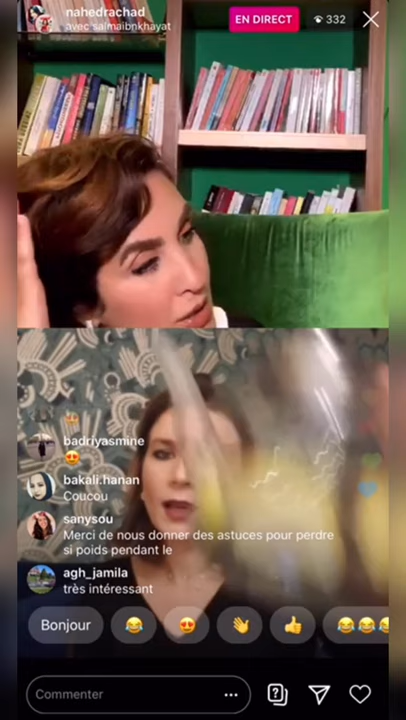 nahedrachad
avec salmaibnkhayat
EN DIRECT
332
badriyasmine
bakali.hanan
Coucou
sanysou
Merci de nous donner des astuces pour perdre
si poids pendant le
agh_jamila
très intéressant
Bonjour
Commenter